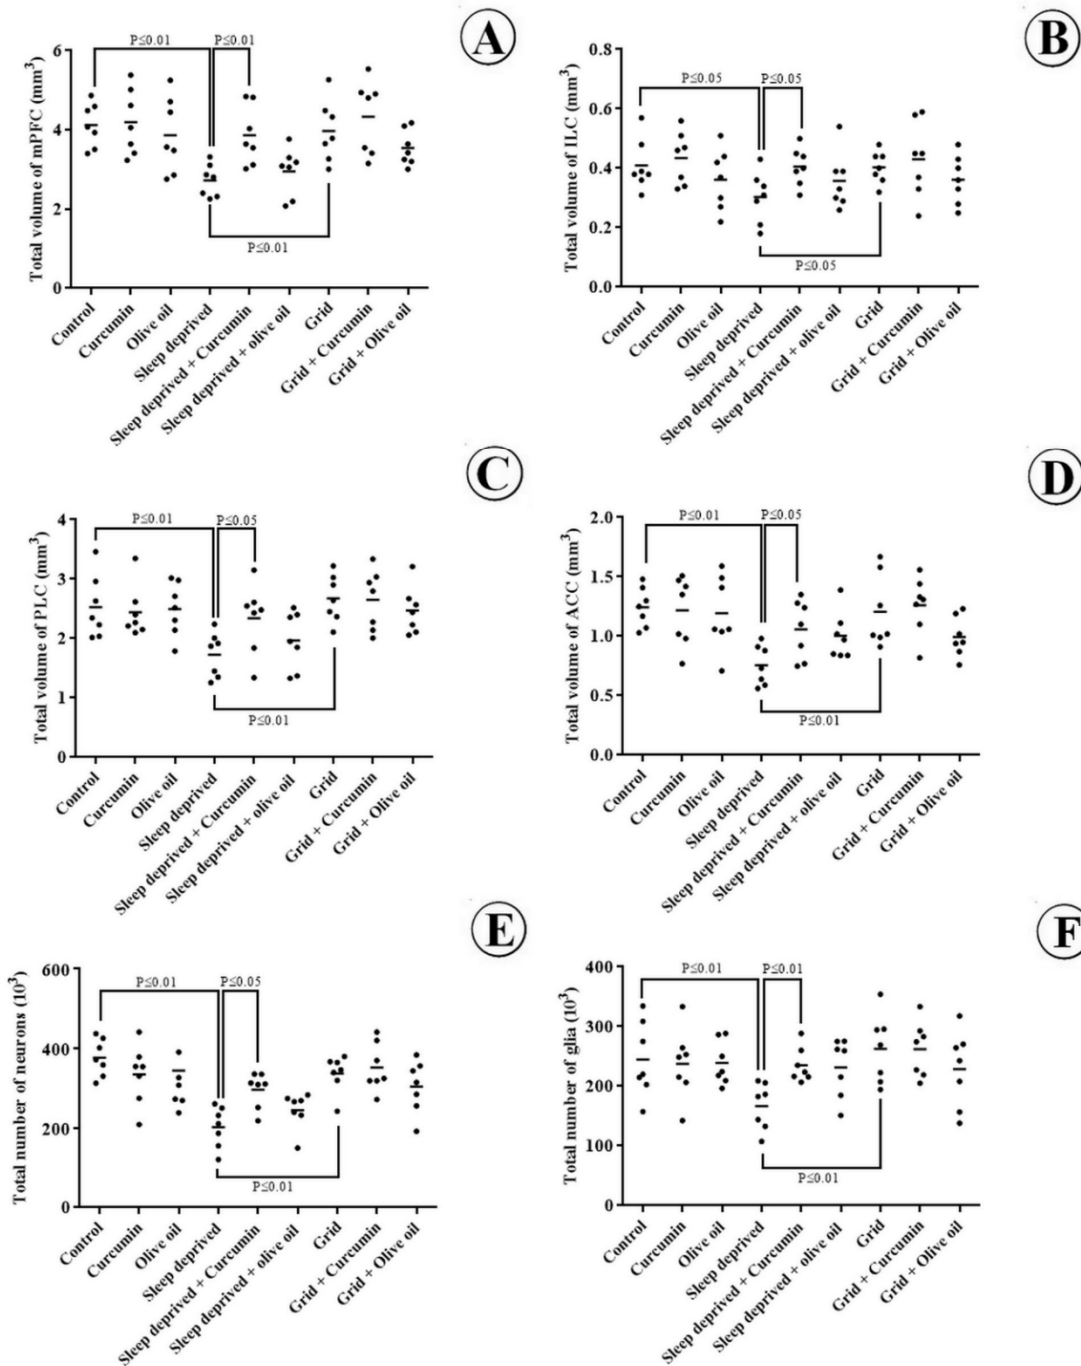 A
Total volume of mPFC (mm³)
6
4
2
0
P≤0.01
P≤0.01
P≤0.01
Control
Curcumin
Olive oil
Sleep deprived
Sleep deprived + Curcumin
Sleep deprived + olive oil
Grid
Grid + Curcumin
Grid + Olive oil
B
Total volume of ILC (mm³)
0.8
0.6
0.4
0.2
0.0
P≤0.05
P≤0.05
P≤0.05
Control
Curcumin
Olive oil
Sleep deprived
Sleep deprived + Curcumin
Sleep deprived + olive oil
Grid
Grid + Curcumin
Grid + Olive oil
C
Total volume of PLC (mm³)
4
3
2
1
0
P≤0.01
P≤0.05
P≤0.01
Control
Curcumin
Olive oil
Sleep deprived
Sleep deprived + Curcumin
Sleep deprived + olive oil
Grid
Grid + Curcumin
Grid + Olive oil
D
Total volume of ACC (mm³)
2.0
1.5
1.0
0.5
0.0
P≤0.01
P≤0.05
P≤0.01
Control
Curcumin
Olive oil
Sleep deprived
Sleep deprived + Curcumin
Sleep deprived + olive oil
Grid
Grid + Curcumin
Grid + Olive oil
E
Total number of neurons (10³)
600
400
200
0
P≤0.01
P≤0.05
P≤0.01
Control
Curcumin
Olive oil
Sleep deprived
Sleep deprived + Curcumin
Sleep deprived + olive oil
Grid
Grid + Curcumin
Grid + Olive oil
F
Total number of glia (10³)
400
300
200
100
0
P≤0.01
P≤0.01
P≤0.01
Control
Curcumin
Olive oil
Sleep deprived
Sleep deprived + Curcumin
Sleep deprived + olive oil
Grid
Grid + Curcumin
Grid + Olive oil